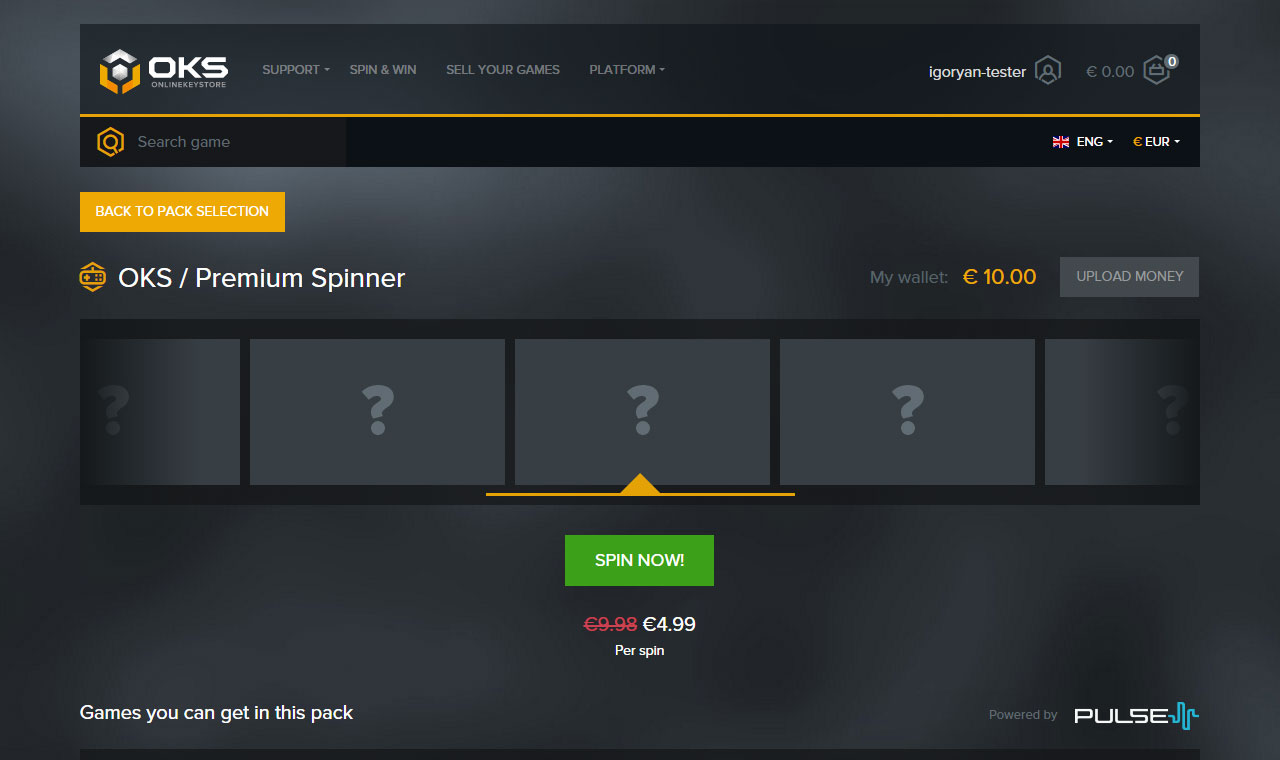 OKS
ONLINEKEYSTORE
SUPPORT
SPIN & WIN
SELL YOUR GAMES
PLATFORM
igoryan-tester
€ 0.00
0
Search game
ENG
€ EUR
BACK TO PACK SELECTION
OKS / Premium Spinner
My wallet: € 10.00
UPLOAD MONEY
? ? ? ? ?
SPIN NOW!
€9.98 €4.99
Per spin
Games you can get in this pack
Powered by PULSE